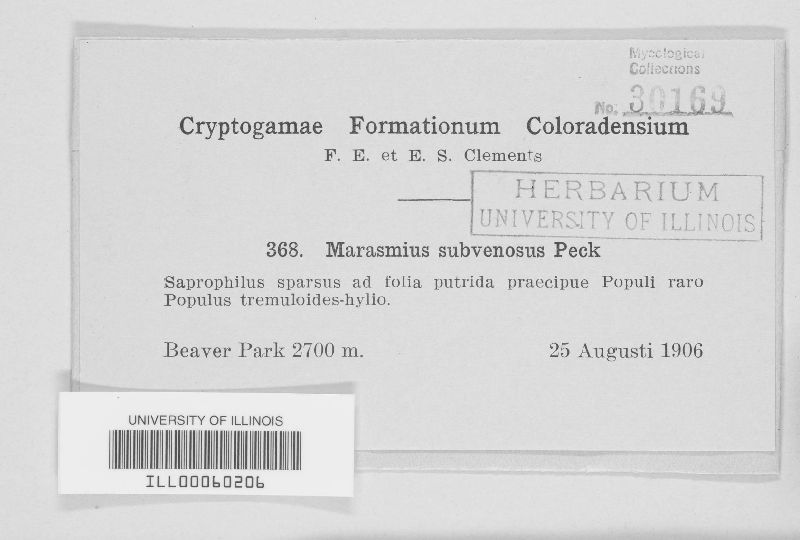 Mycological
Collections
No. 30169
Cryptogamae Formationum Coloradensium
F. E. et E. S. Clements
HERBARIUM
UNIVERSITY OF ILLINOIS
368. Marasmius subvenosus Peck
Saprophilus sparsus ad folia putrida praecipue Populi raro
Populus tremuloides-hylio.
Beaver Park 2700 m. 25 Augusti 1906
UNIVERSITY OF ILLINOIS
ILL00060206